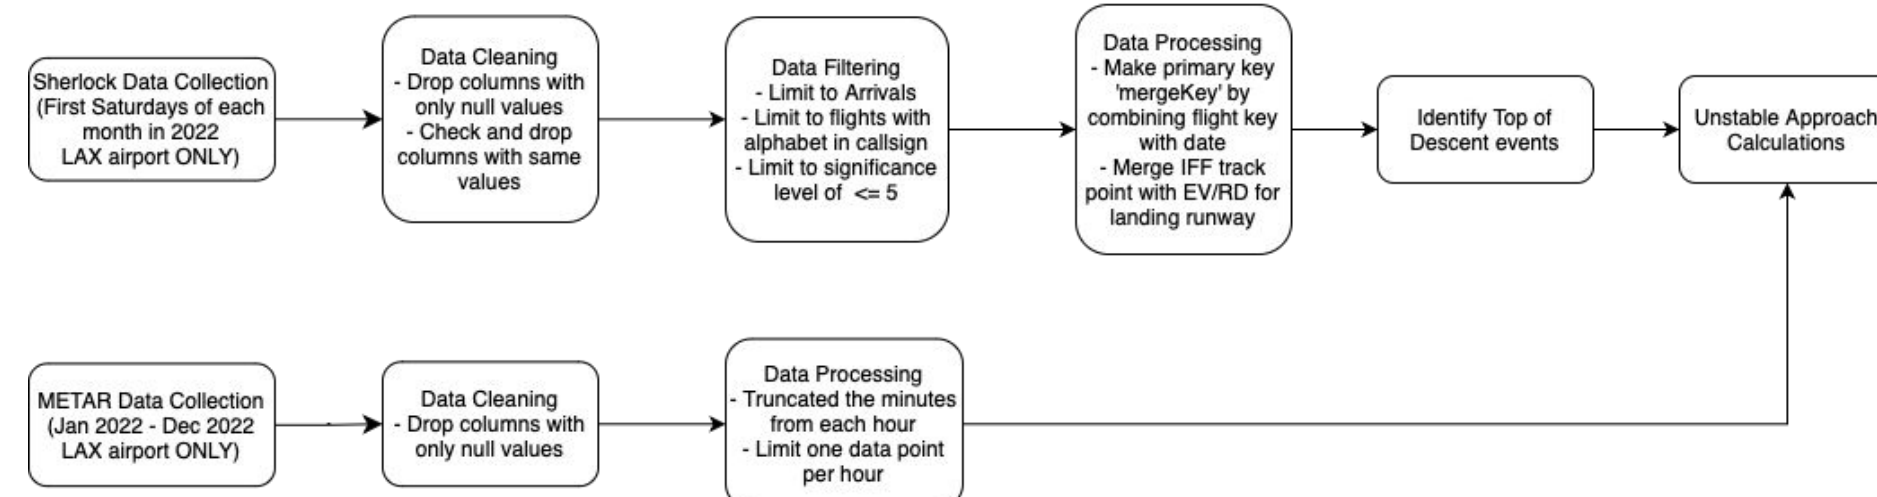 Sherlock Data Collection
(First Saturdays of each
month in 2022
LAX airport ONLY)
Data Cleaning
- Drop columns with
only null values
- Check and drop
columns with same
values
Data Filtering
- Limit to Arrivals
- Limit to flights with
alphabet in callsign
- Limit to significance
level of <= 5
Data Processing
- Make primary key
'mergeKey' by
combining flight key
with date
- Merge IFF track
point with EV/RD for
landing runway
Identify Top of
Descent events
Unstable Approach
Calculations
METAR Data Collection
(Jan 2022 - Dec 2022
LAX airport ONLY)
Data Cleaning
- Drop columns with
only null values
Data Processing
- Truncated the minutes
from each hour
- Limit one data point
per hour